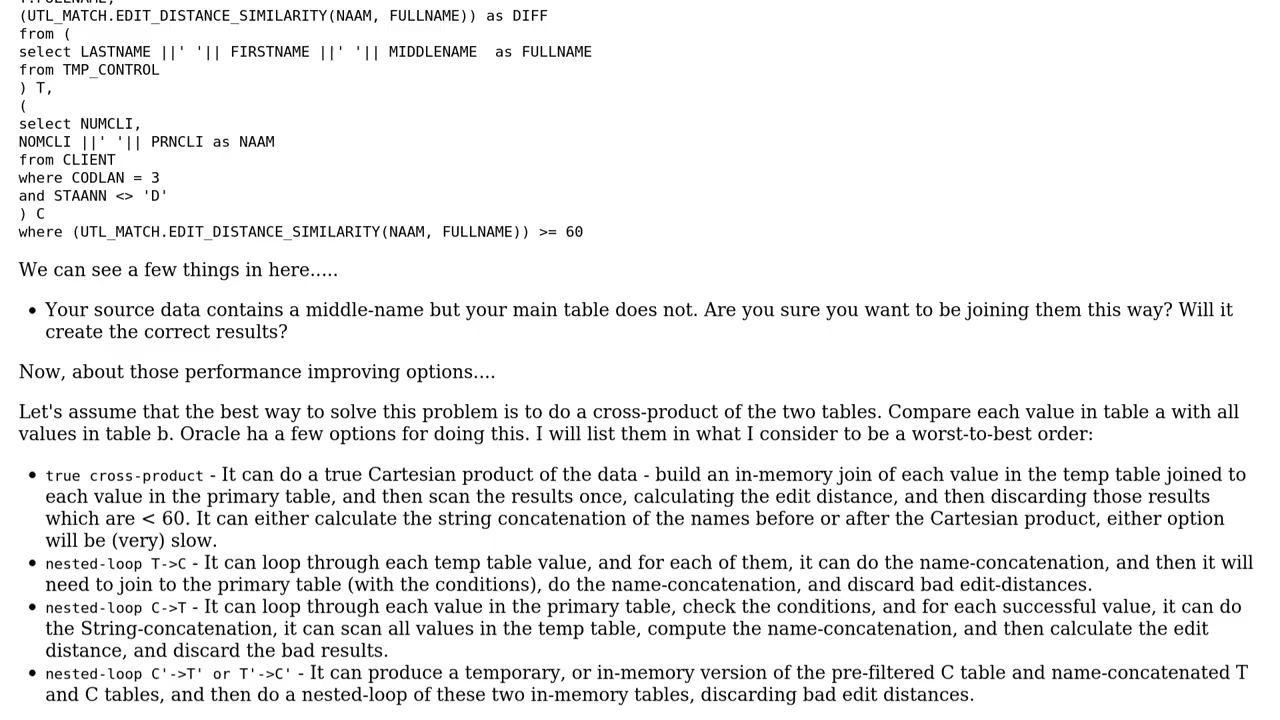 (UTL_MATCH.EDIT_DISTANCE_SIMILARITY(NAAM, FULLNAME)) as DIFF
from (
select LASTNAME ||' '|| FIRSTNAME ||' '|| MIDDLENAME  as FULLNAME
from TMP_CONTROL
) T,
(
select NUMCLI,
NOMCLI ||' '|| PRNCLI as NAAM
from CLIENT
where CODLAN = 3
and STAANN <> 'D'
) C
where (UTL_MATCH.EDIT_DISTANCE_SIMILARITY(NAAM, FULLNAME)) >= 60
We can see a few things in here.....
• Your source data contains a middle-name but your main table does not. Are you sure you want to be joining them this way? Will it
create the correct results?
Now, about those performance improving options....
Let's assume that the best way to solve this problem is to do a cross-product of the two tables. Compare each value in table a with all
values in table b. Oracle ha a few options for doing this. I will list them in what I consider to be a worst-to-best order:
• true cross-product - It can do a true Cartesian product of the data - build an in-memory join of each value in the temp table joined to
each value in the primary table, and then scan the results once, calculating the edit distance, and then discarding those results
which are < 60. It can either calculate the string concatenation of the names before or after the Cartesian product, either option
will be (very) slow.
• nested-loop T->C - It can loop through each temp table value, and for each of them, it can do the name-concatenation, and then it will
need to join to the primary table (with the conditions), do the name-concatenation, and discard bad edit-distances.
• nested-loop C->T - It can loop through each value in the primary table, check the conditions, and for each successful value, it can do
the String-concatenation, it can scan all values in the temp table, compute the name-concatenation, and then calculate the edit
distance, and discard the bad results.
• nested-loop C'->T' or T'->C' - It can produce a temporary, or in-memory version of the pre-filtered C table and name-concatenated T
and C tables, and then do a nested-loop of these two in-memory tables, discarding bad edit distances.